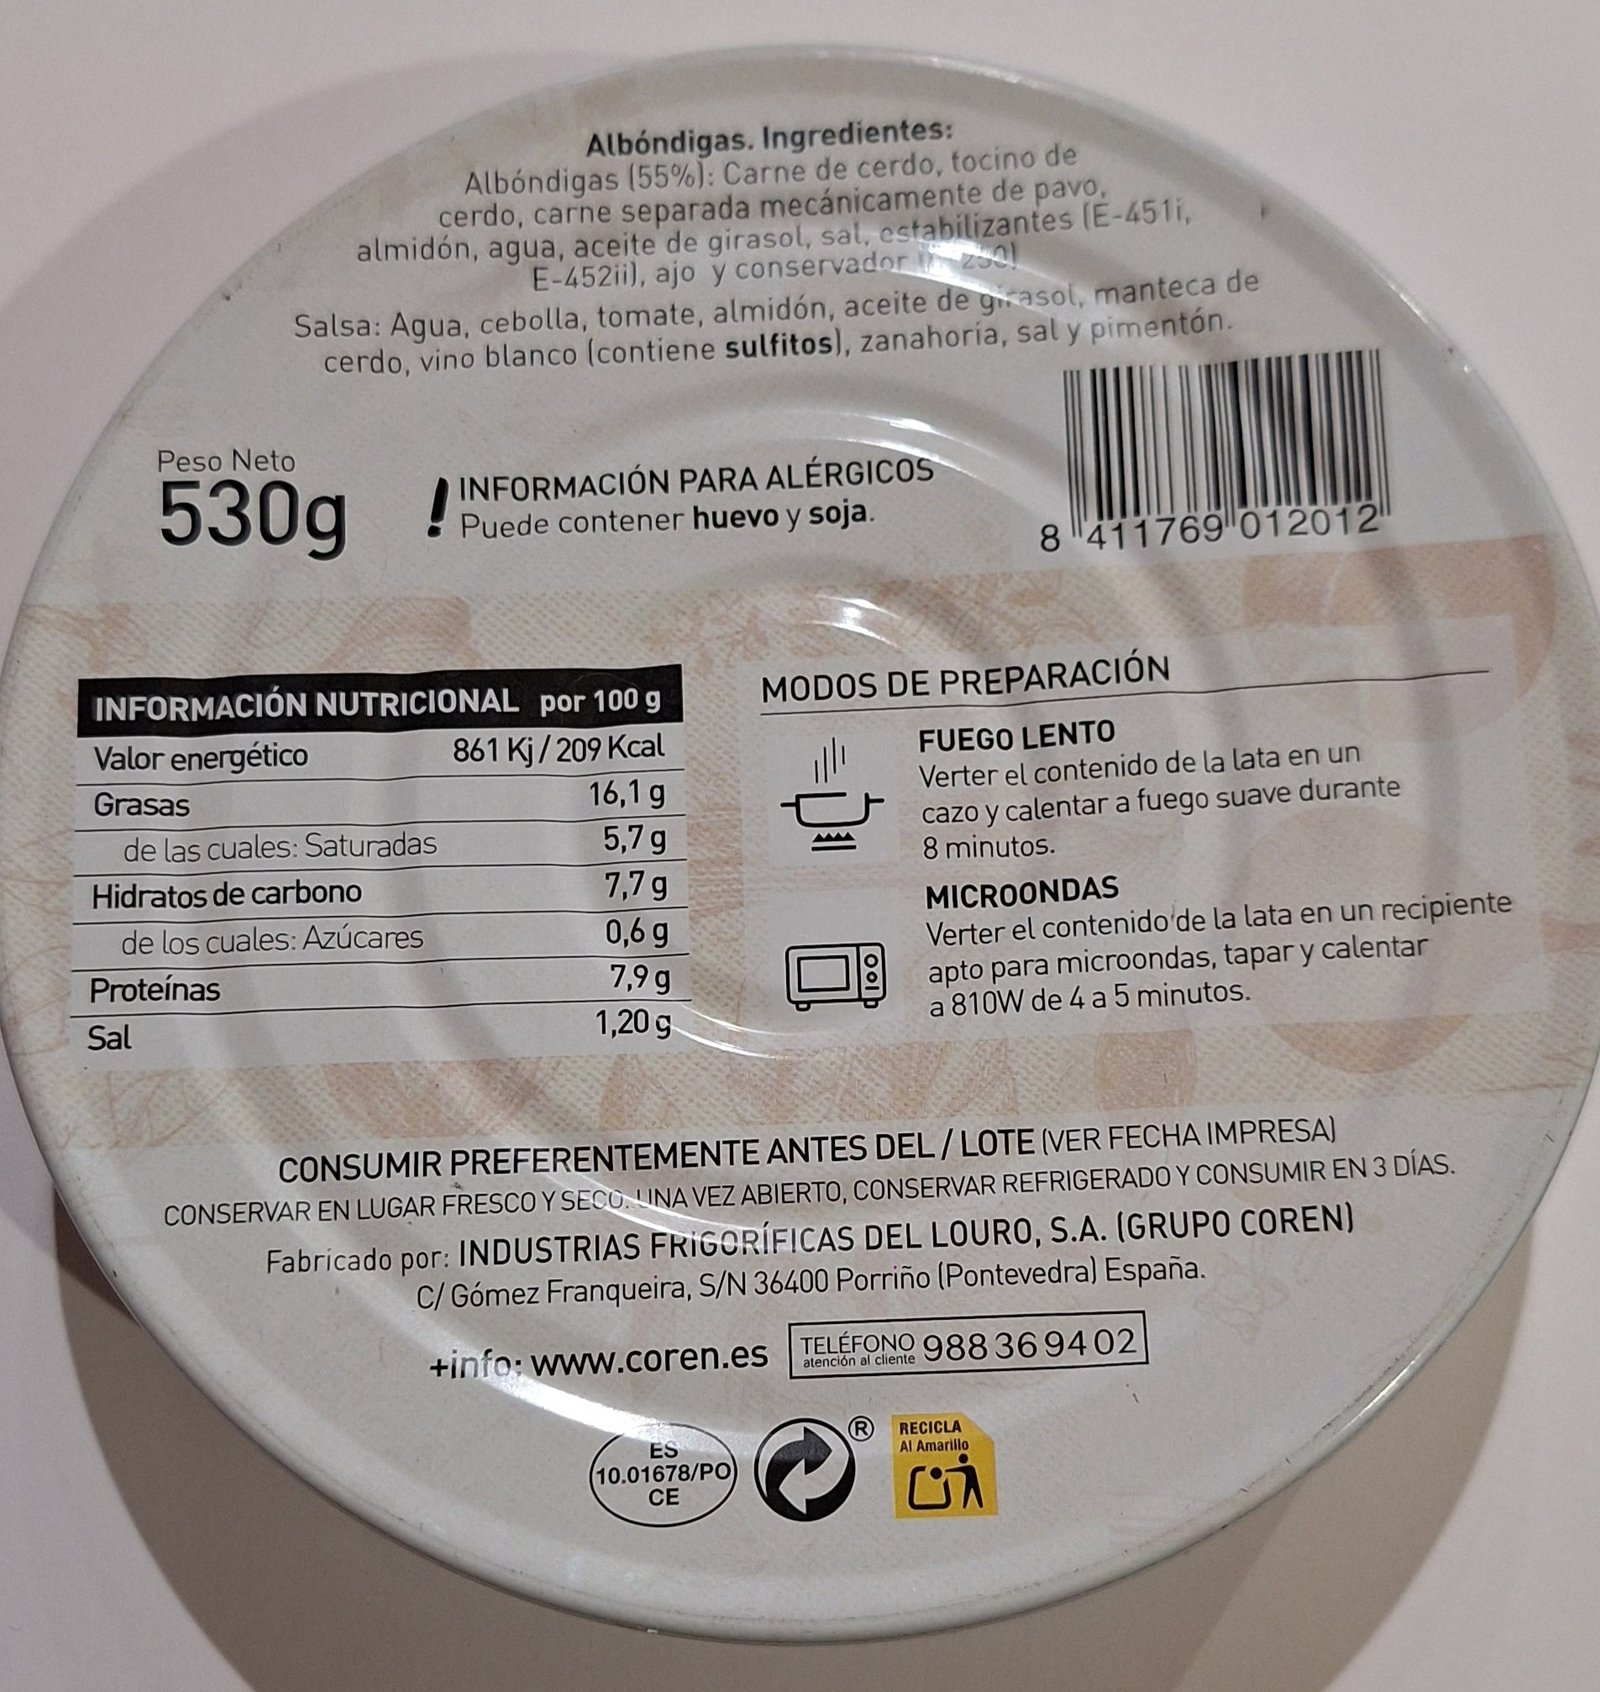 Albóndigas. Ingredientes:
Albóndigas (55%): Carne de cerdo, tocino de
cerdo, carne separada mecánicamente de pavo,
almidón, agua, aceite de girasol, sal, estabilizantes (E-451i,
E-452ii), ajo y conservador 250)
Salsa: Agua, cebolla, tomate, almidón, aceite de girasol, manteca de
cerdo, vino blanco (contiene sulfitos), zanahoria, sal y pimentón.
Peso Neto
530g
! INFORMACIÓN PARA ALÉRGICOS
Puede contener huevo y soja.
8 411769 012012
INFORMACIÓN NUTRICIONAL por 100 g
Valor energético 861 Kj / 209 Kcal
Grasas 16,1 g
de las cuales: Saturadas 5,7 g
Hidratos de carbono 7,7 g
de los cuales: Azúcares 0,6 g
Proteínas 7,9 g
Sal 1,20 g
MODOS DE PREPARACIÓN
FUEGO LENTO
Verter el contenido de la lata en un
cazo y calentar a fuego suave durante
8 minutos.
MICROONDAS
Verter el contenido de la lata en un recipiente
apto para microondas, tapar y calentar
a 810W de 4 a 5 minutos.
CONSUMIR PREFERENTEMENTE ANTES DEL / LOTE (VER FECHA IMPRESA)
CONSERVAR EN LUGAR FRESCO Y SECO. UNA VEZ ABIERTO, CONSERVAR REFRIGERADO Y CONSUMIR EN 3 DÍAS.
Fabricado por: INDUSTRIAS FRIGORÍFICAS DEL LOURO, S.A. (GRUPO COREN)
C/ Gómez Franqueira, S/N 36400 Porriño (Pontevedra) España.
+info: www.coren.es
TELÉFONO
atención al cliente
988 36 94 02
ES
10.01678/PO
CE
®
RECICLA
Al Amarillo